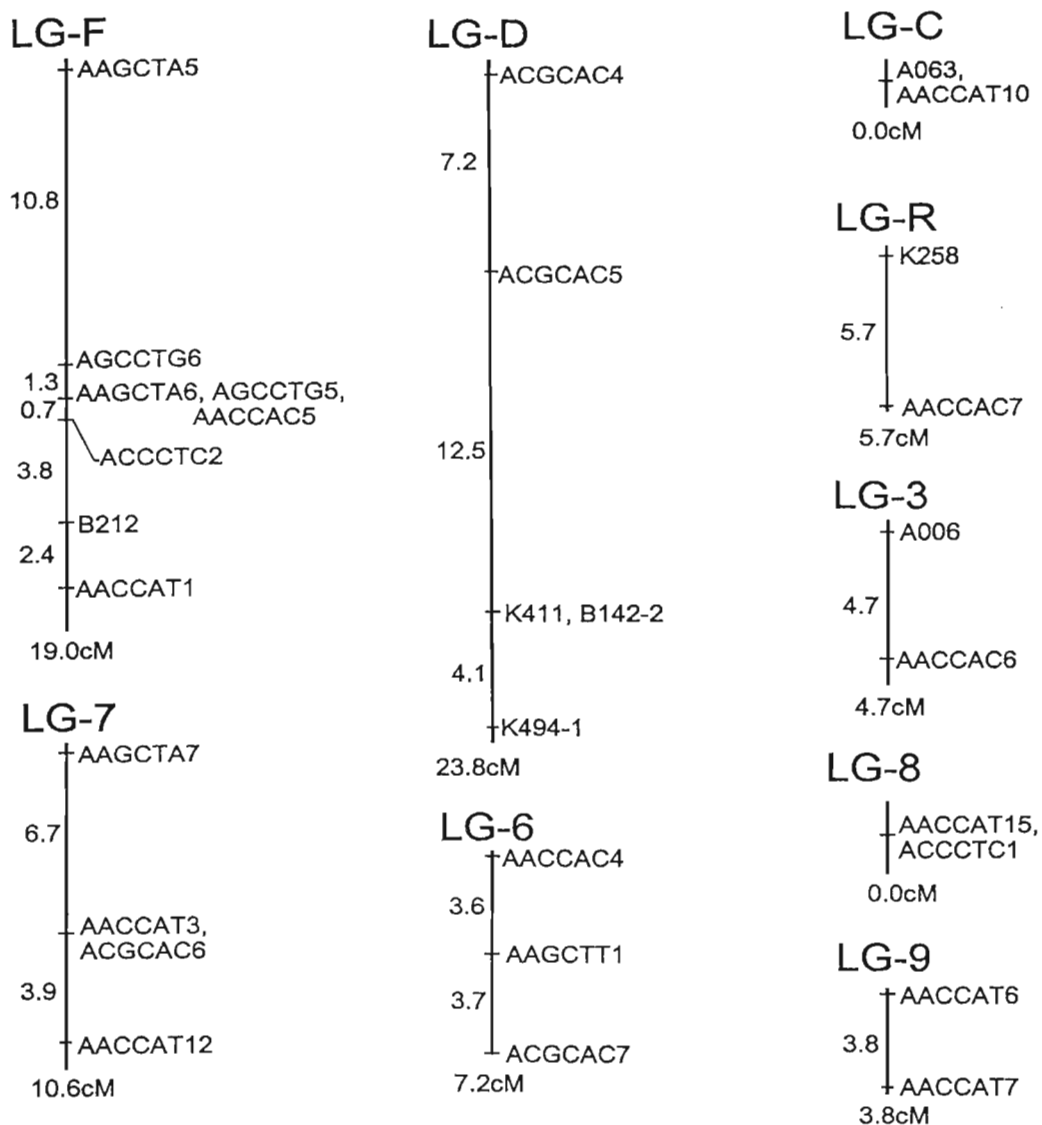 LG-F
AAGCTA5
10.8
AGCCTG6
1.3
AAGCTA6, AGCCTG5,
0.7
AACCAC5
ACCCTC2
3.8
B212
2.4
AACCAT1
19.0cM
LG-7
AAGCTA7
6.7
AACCAT3,
ACGCAC6
3.9
AACCAT12
10.6cM
LG-D
ACGCAC4
7.2
ACGCAC5
12.5
K411, B142-2
4.1
K494-1
23.8cM
LG-6
AACCAC4
3.6
AAGCTT1
3.7
ACGCAC7
7.2cM
LG-C
A063,
AACCAT10
0.0cM
LG-R
K258
5.7
AACCAC7
5.7cM
LG-3
A006
4.7
AACCAC6
4.7cM
LG-8
AACCAT15,
ACCCTC1
0.0cM
LG-9
AACCAT6
3.8
AACCAT7
3.8cM